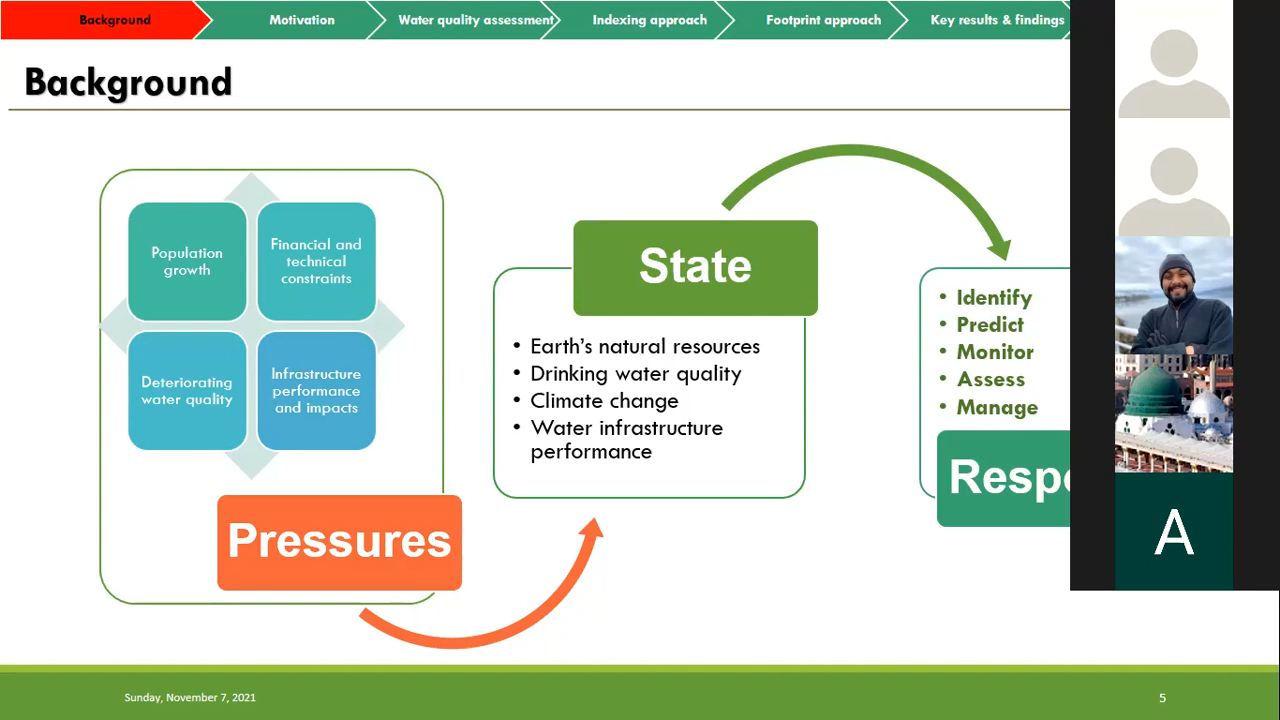 Background
Motivation
Water quality assessment
Indexing approach
Footprint approach
Key results & findings
Background
Population
growth
Financial and
technical
constraints
Deteriorating
water quality
Infrastructure
performance
and impacts
Pressures
State
• Earth's natural resources
• Drinking water quality
• Climate change
• Water infrastructure
performance
• Identify
• Predict
• Monitor
• Assess
• Manage
A
Sunday, November 7, 2021
5